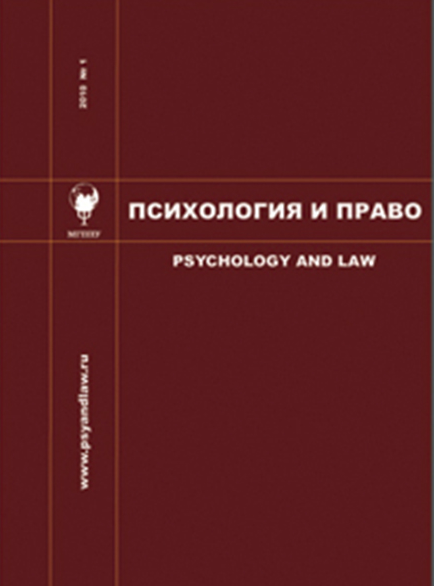 2010 № 1
ПСИХОЛОГИЯ И ПРАВО
МГППУ
PSYCHOLOGY AND LAW
www.psyandlaw.ru